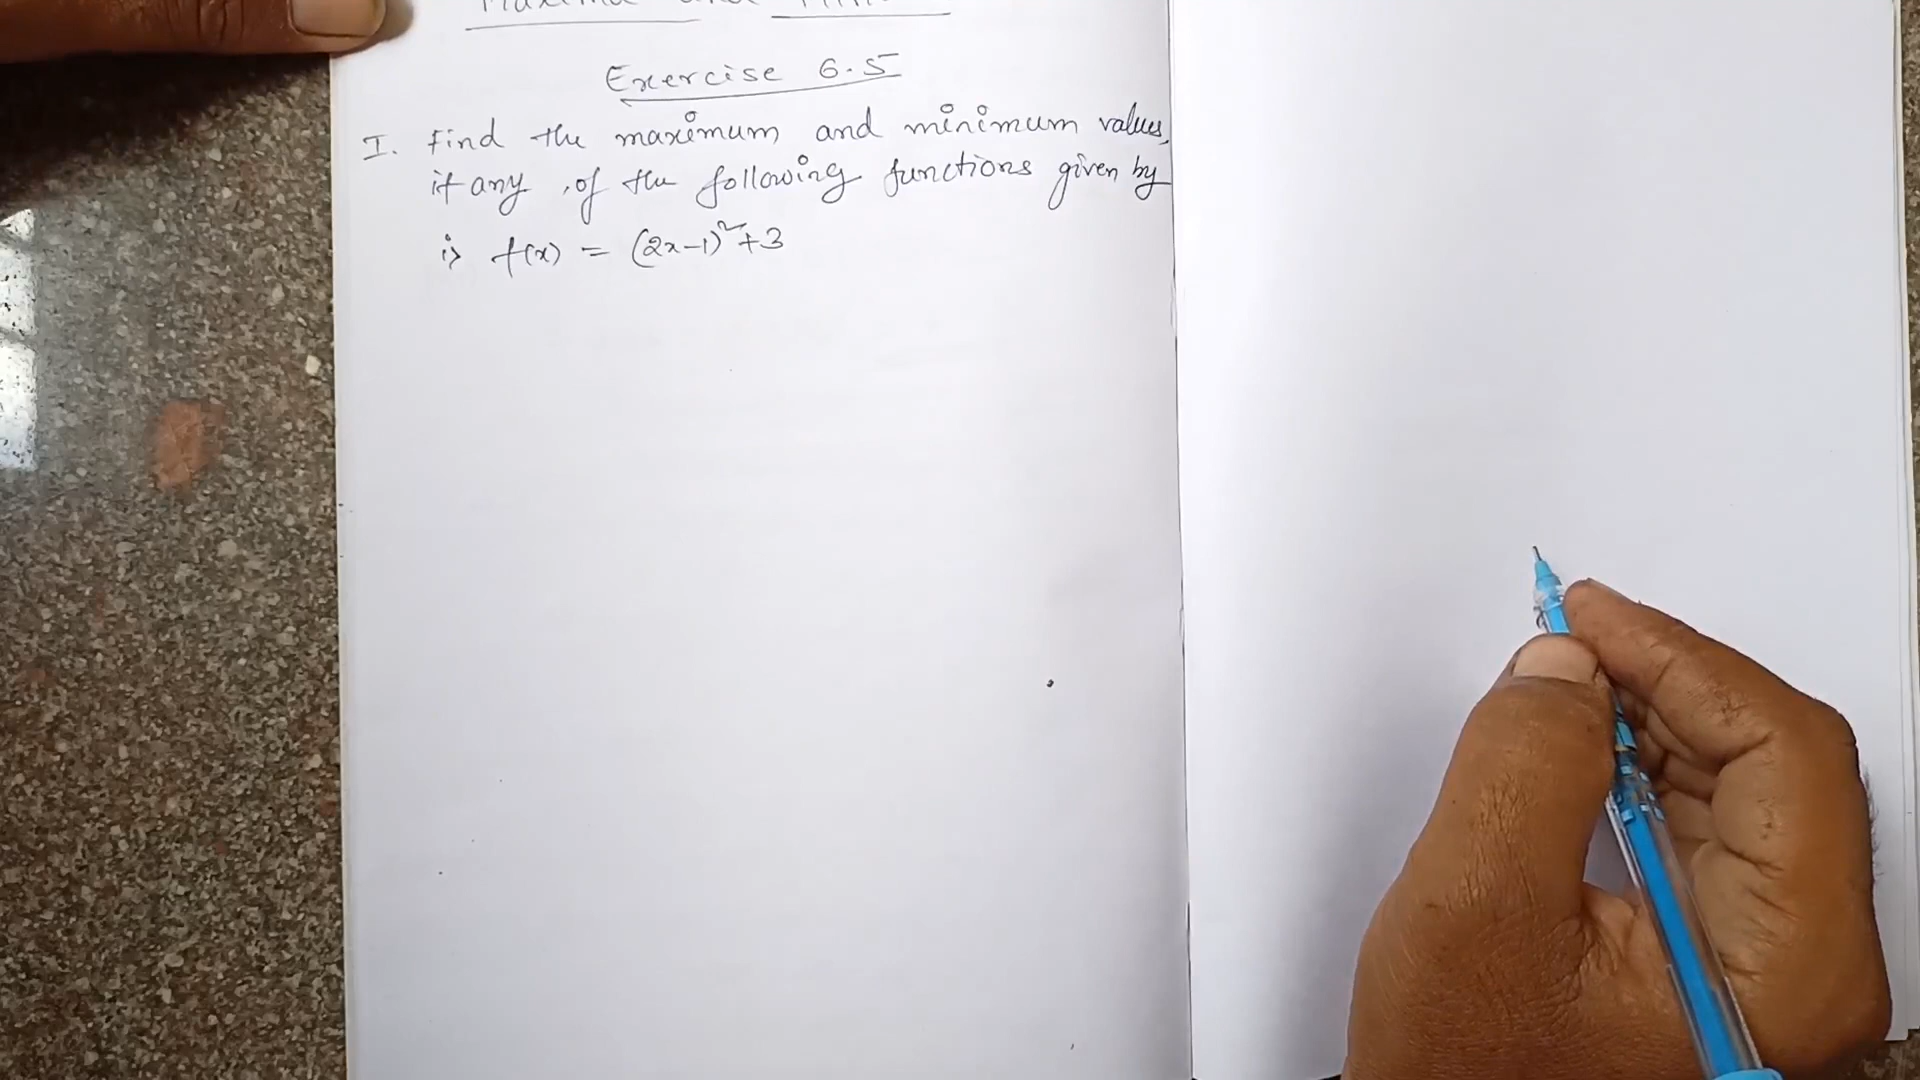 Exercise 6.5
I. Find the maximum and minimum values,
if any, of the following functions given by
i> f(x) = (2x-1)²+3